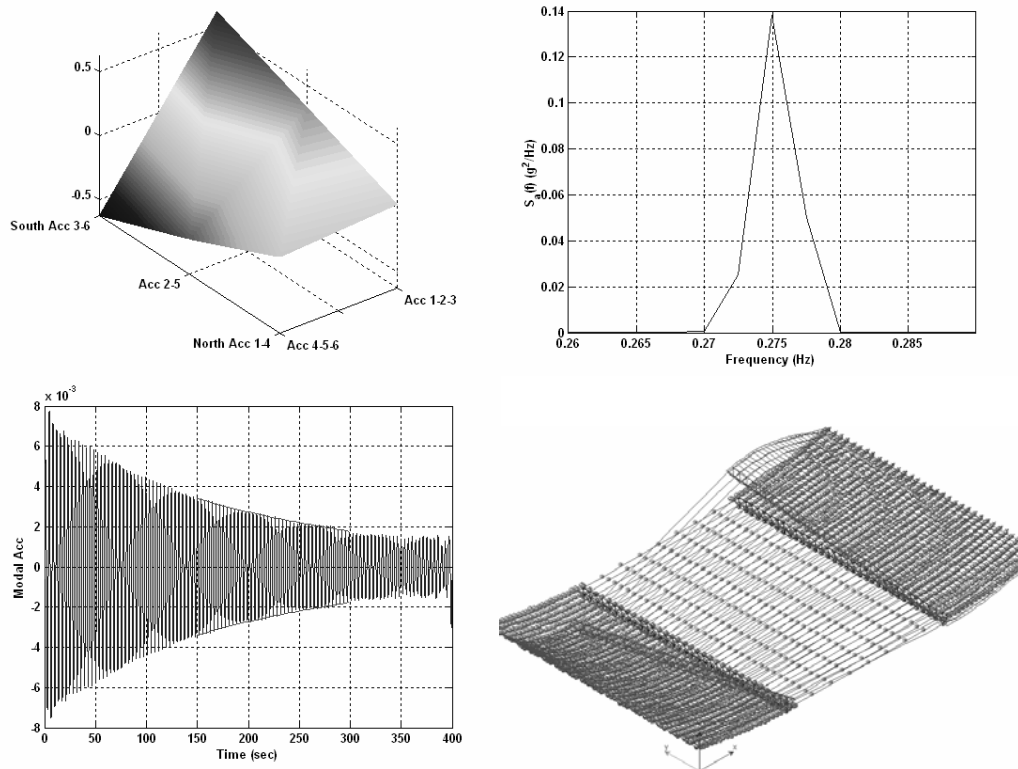 0.5
0
-0.5
South Acc 3-6
Acc 2-5
North Acc 1-4
Acc 4-5-6
Acc 1-2-3
0.14
0.12
0.1
0.08
0.06
0.04
0.02
0
S_a(f) (g²/Hz)
0.26 0.265 0.27 0.275 0.28 0.285
Frequency (Hz)
x 10⁻³
8
6
4
2
0
-2
-4
-6
-8
Modal Acc
0 50 100 150 200 250 300 350 400
Time (sec)